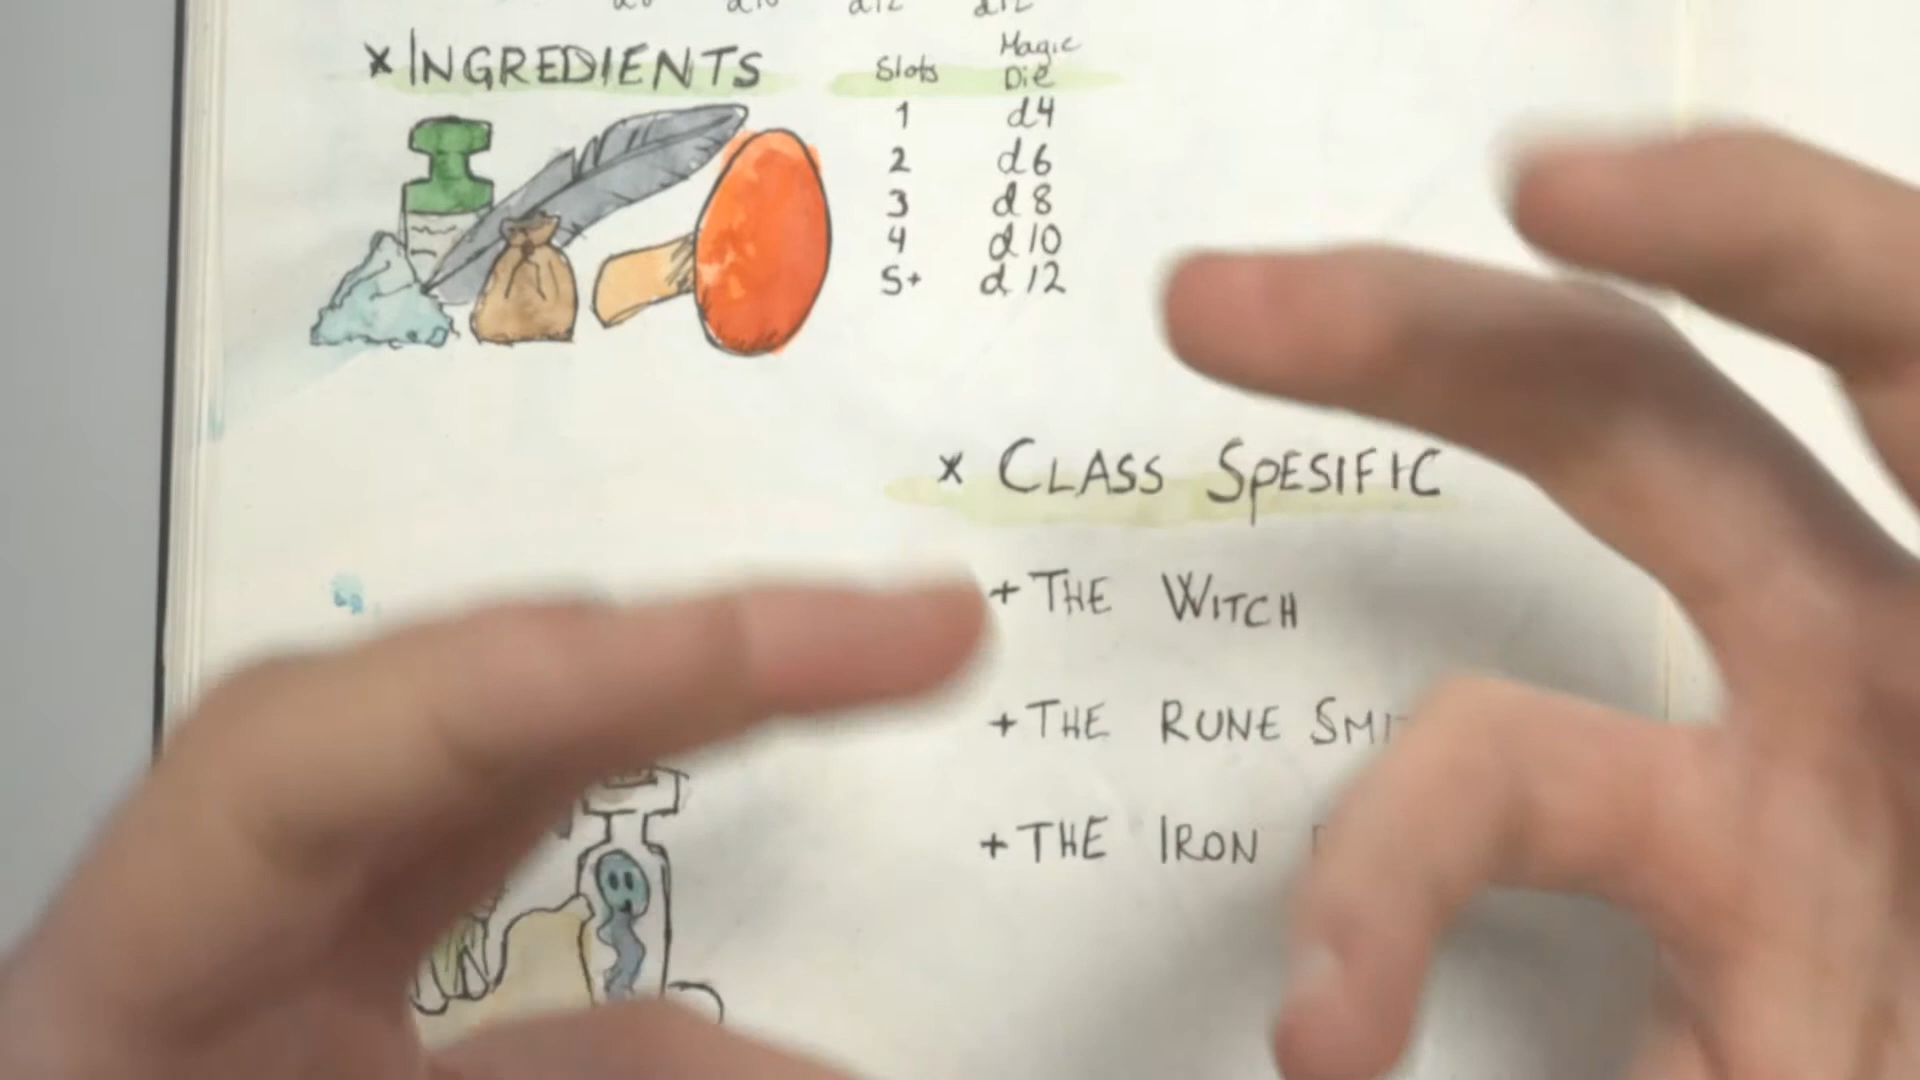 x INGREDIENTS
Slots Magic Die
1 d4
2 d6
3 d8
4 d10
5+ d12
x CLASS SPESIFIC
+ THE WITCH
+ THE RUNE
+ THE IRON